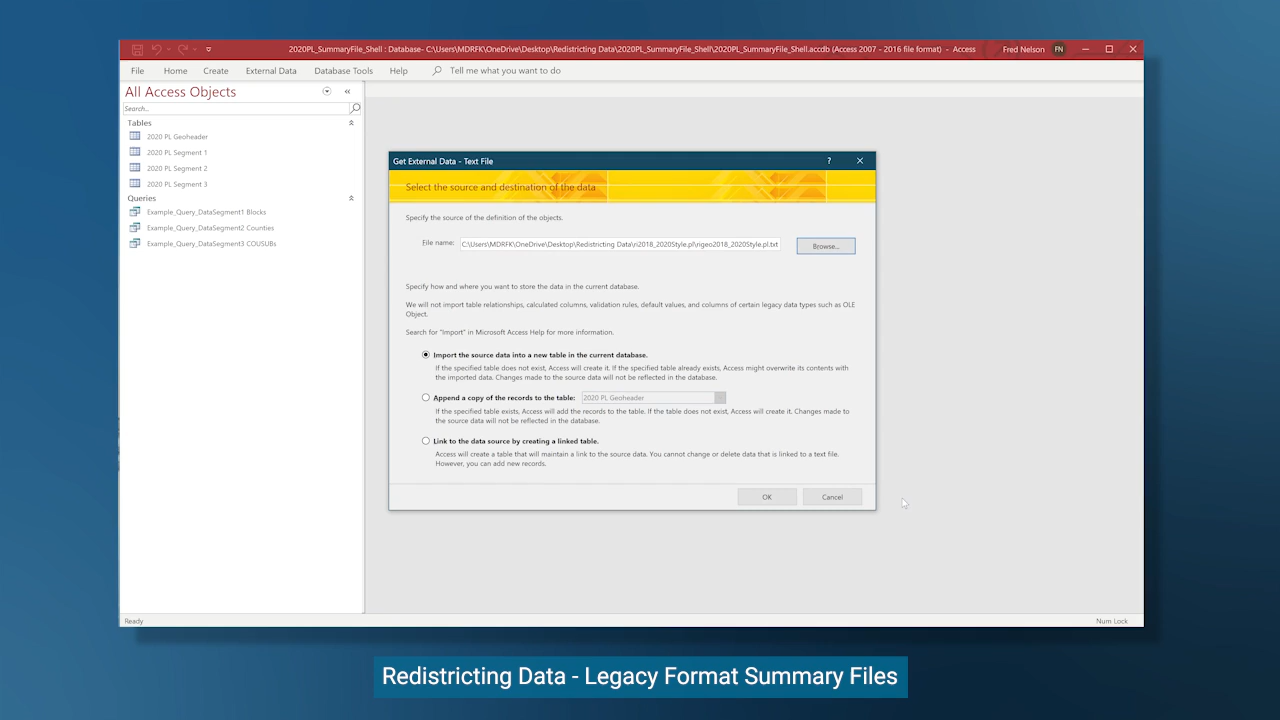 2020PL_SummaryFile_Shell : Database- C:\Users\MDRFK\OneDrive\Desktop\Redistricting Data\2020PL_SummaryFile_Shell\2020PL_SummaryFile_Shell.accdb (Access 2007 - 2016 file format) - Access Fred Nelson FN
File Home Create External Data Database Tools Help Tell me what you want to do
All Access Objects
Search...
Tables
2020 PL Geoheader
2020 PL Segment 1
2020 PL Segment 2
2020 PL Segment 3
Queries
Example_Query_DataSegment1 Blocks
Example_Query_DataSegment2 Counties
Example_Query_DataSegment3 COUSUBs
Get External Data - Text File ?
Select the source and destination of the data
Specify the source of the definition of the objects.
File name: C:\Users\MDRFK\OneDrive\Desktop\Redistricting Data\ri2018_2020Style.pl\rigeo2018_2020Style.pl.txt Browse...
Specify how and where you want to store the data in the current database.
We will not import table relationships, calculated columns, validation rules, default values, and columns of certain legacy data types such as OLE
Object.
Search for "Import" in Microsoft Access Help for more information.
Import the source data into a new table in the current database.
If the specified table does not exist, Access will create it. If the specified table already exists, Access might overwrite its contents with
the imported data. Changes made to the source data will not be reflected in the database.
Append a copy of the records to the table: 2020 PL Geoheader
If the specified table exists, Access will add the records to the table. If the table does not exist, Access will create it. Changes made to
the source data will not be reflected in the database.
Link to the data source by creating a linked table.
Access will create a table that will maintain a link to the source data. You cannot change or delete data that is linked to a text file.
However, you can add new records.
OK Cancel
Ready Num Lock
Redistricting Data - Legacy Format Summary Files